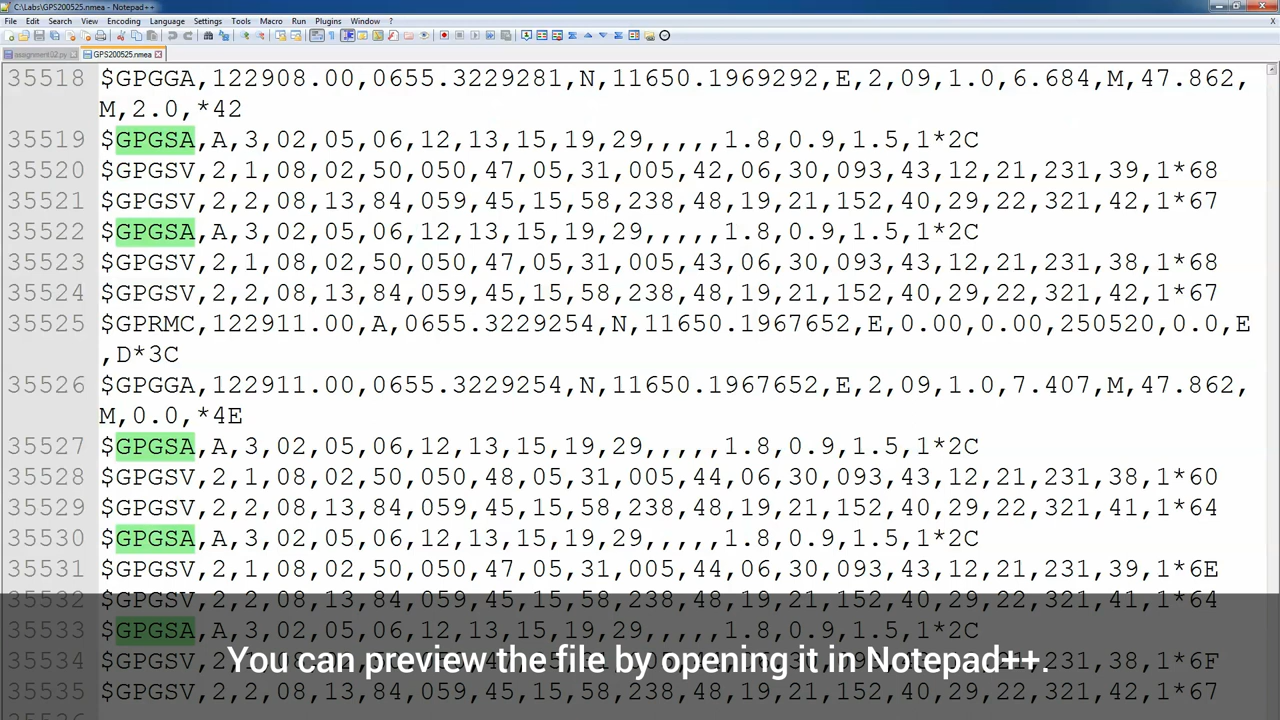 C:\Labs\GPS200525.nmea - Notepad++
File Edit Search View Encoding Language Settings Tools Macro Run Plugins Window ?
X
assignment02.py GPS200525.nmea
35518 $GPGGA,122908.00,0655.3229281,N,11650.1969292,E,2,09,1.0,6.684,M,47.862,
M,2.0,*42
35519 $GPGSA,A,3,02,05,06,12,13,15,19,29,,,,,1.8,0.9,1.5,1*2C
35520 $GPGSV,2,1,08,02,50,050,47,05,31,005,42,06,30,093,43,12,21,231,39,1*68
35521 $GPGSV,2,2,08,13,84,059,45,15,58,238,48,19,21,152,40,29,22,321,42,1*67
35522 $GPGSA,A,3,02,05,06,12,13,15,19,29,,,,,1.8,0.9,1.5,1*2C
35523 $GPGSV,2,1,08,02,50,050,47,05,31,005,43,06,30,093,43,12,21,231,38,1*68
35524 $GPGSV,2,2,08,13,84,059,45,15,58,238,48,19,21,152,40,29,22,321,42,1*67
35525 $GPRMC,122911.00,A,0655.3229254,N,11650.1967652,E,0.00,0.00,250520,0.0,E
,D*3C
35526 $GPGGA,122911.00,0655.3229254,N,11650.1967652,E,2,09,1.0,7.407,M,47.862,
M,0.0,*4E
35527 $GPGSA,A,3,02,05,06,12,13,15,19,29,,,,,1.8,0.9,1.5,1*2C
35528 $GPGSV,2,1,08,02,50,050,48,05,31,005,44,06,30,093,43,12,21,231,38,1*60
35529 $GPGSV,2,2,08,13,84,059,45,15,58,238,48,19,21,152,40,29,22,321,41,1*64
35530 $GPGSA,A,3,02,05,06,12,13,15,19,29,,,,,1.8,0.9,1.5,1*2C
35531 $GPGSV,2,1,08,02,50,050,47,05,31,005,44,06,30,093,43,12,21,231,39,1*6E
35532 $GPGSV,2,2,08,13,84,059,45,15,58,238,48,19,21,152,40,29,22,321,41,1*64
35533 $GPGSA,A,3,02,05,06,12,13,15,19,29,,,,,1.8,0.9,1.5,1*2C
You can preview the file by opening it in Notepad++.
35534 $GPGSV,2,1,08,02,50,050,
35535 $GPGSV,2,2,08,13,84,059,45,15,58,238,48,19,21,152,40,29,22,321,42,1*67